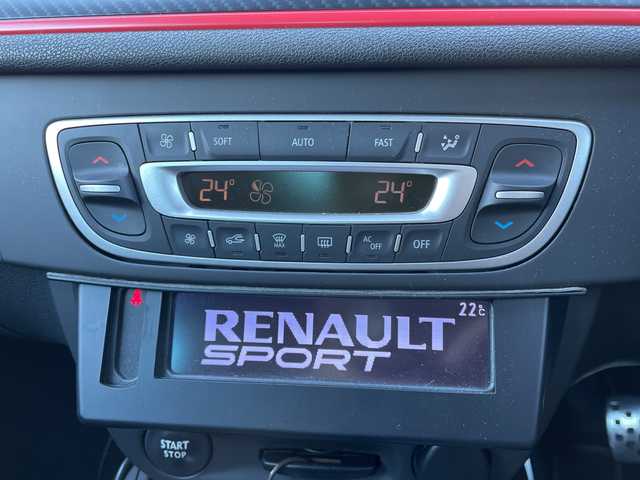 SOFT AUTO FAST
24° 24°
MAX AC OFF OFF
22°C
RENAULT
SPORT
START
STOP